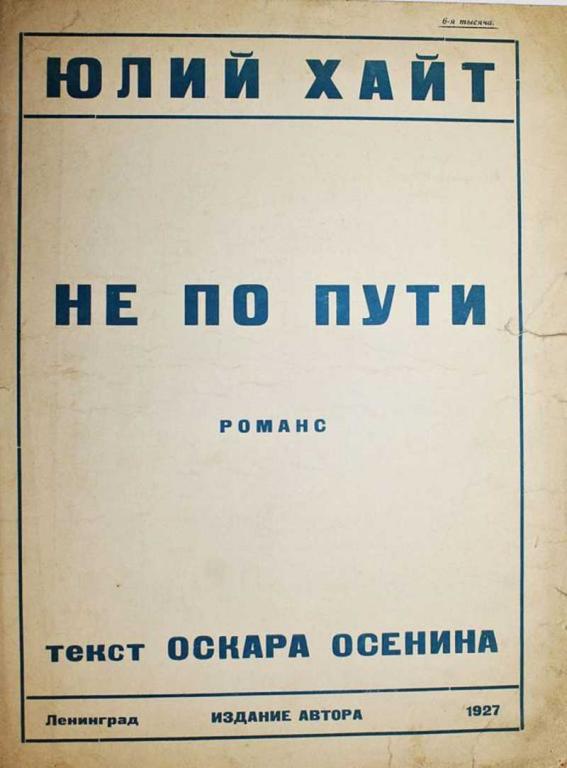 6-я тысяча.
ЮЛИЙ ХАЙТ
НЕ ПО ПУТИ
РОМАНС
текст ОСКАРА ОСЕНИНА
Ленинград ИЗДАНИЕ АВТОРА 1927